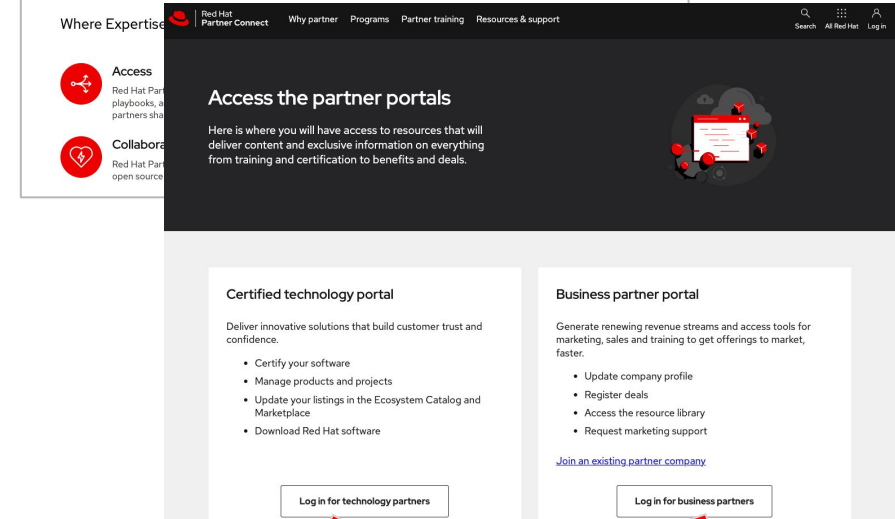 Where Expertise
Access
Red Hat Part
playbooks, a
partners sha
Collabora
Red Hat Part
open source
Red Hat
Partner Connect
Why partner Programs Partner training Resources & support
Search All Red Hat Log in
Access the partner portals
Here is where you will have access to resources that will
deliver content and exclusive information on everything
from training and certification to benefits and deals.
Certified technology portal
Deliver innovative solutions that build customer trust and
confidence.
• Certify your software
• Manage products and projects
• Update your listings in the Ecosystem Catalog and
Marketplace
• Download Red Hat software
Log in for technology partners
Business partner portal
Generate renewing revenue streams and access tools for
marketing, sales and training to get offerings to market,
faster.
• Update company profile
• Register deals
• Access the resource library
• Request marketing support
Join an existing partner company
Log in for business partners